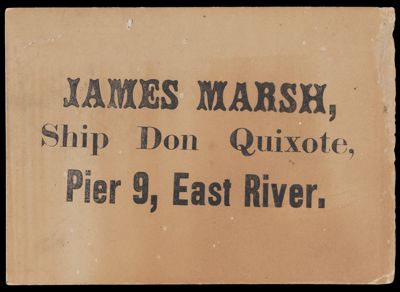 JAMES MARSH,
Ship Don Quixote,
Pier 9, East River.